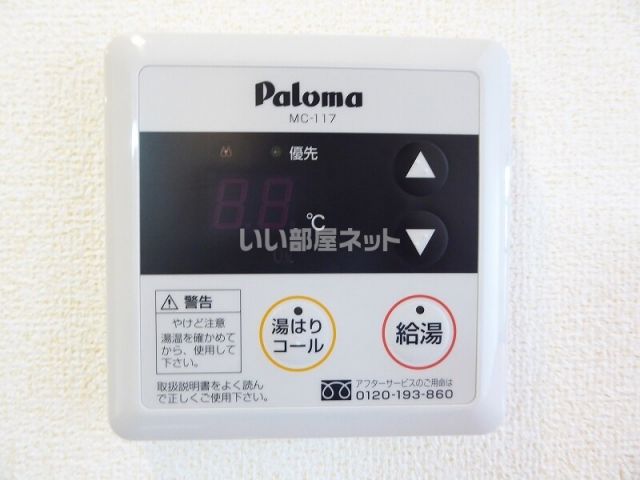 Paloma
MC-117
優先
88
℃
いい部屋ネット
⚠ 警告
やけど注意
湯温を確かめて
から、使用して
下さい。
湯はり
コール
給湯
取扱説明書をよく読ん
で正しくご使用下さい。
アフターサービスのご用命は
0120-193-860